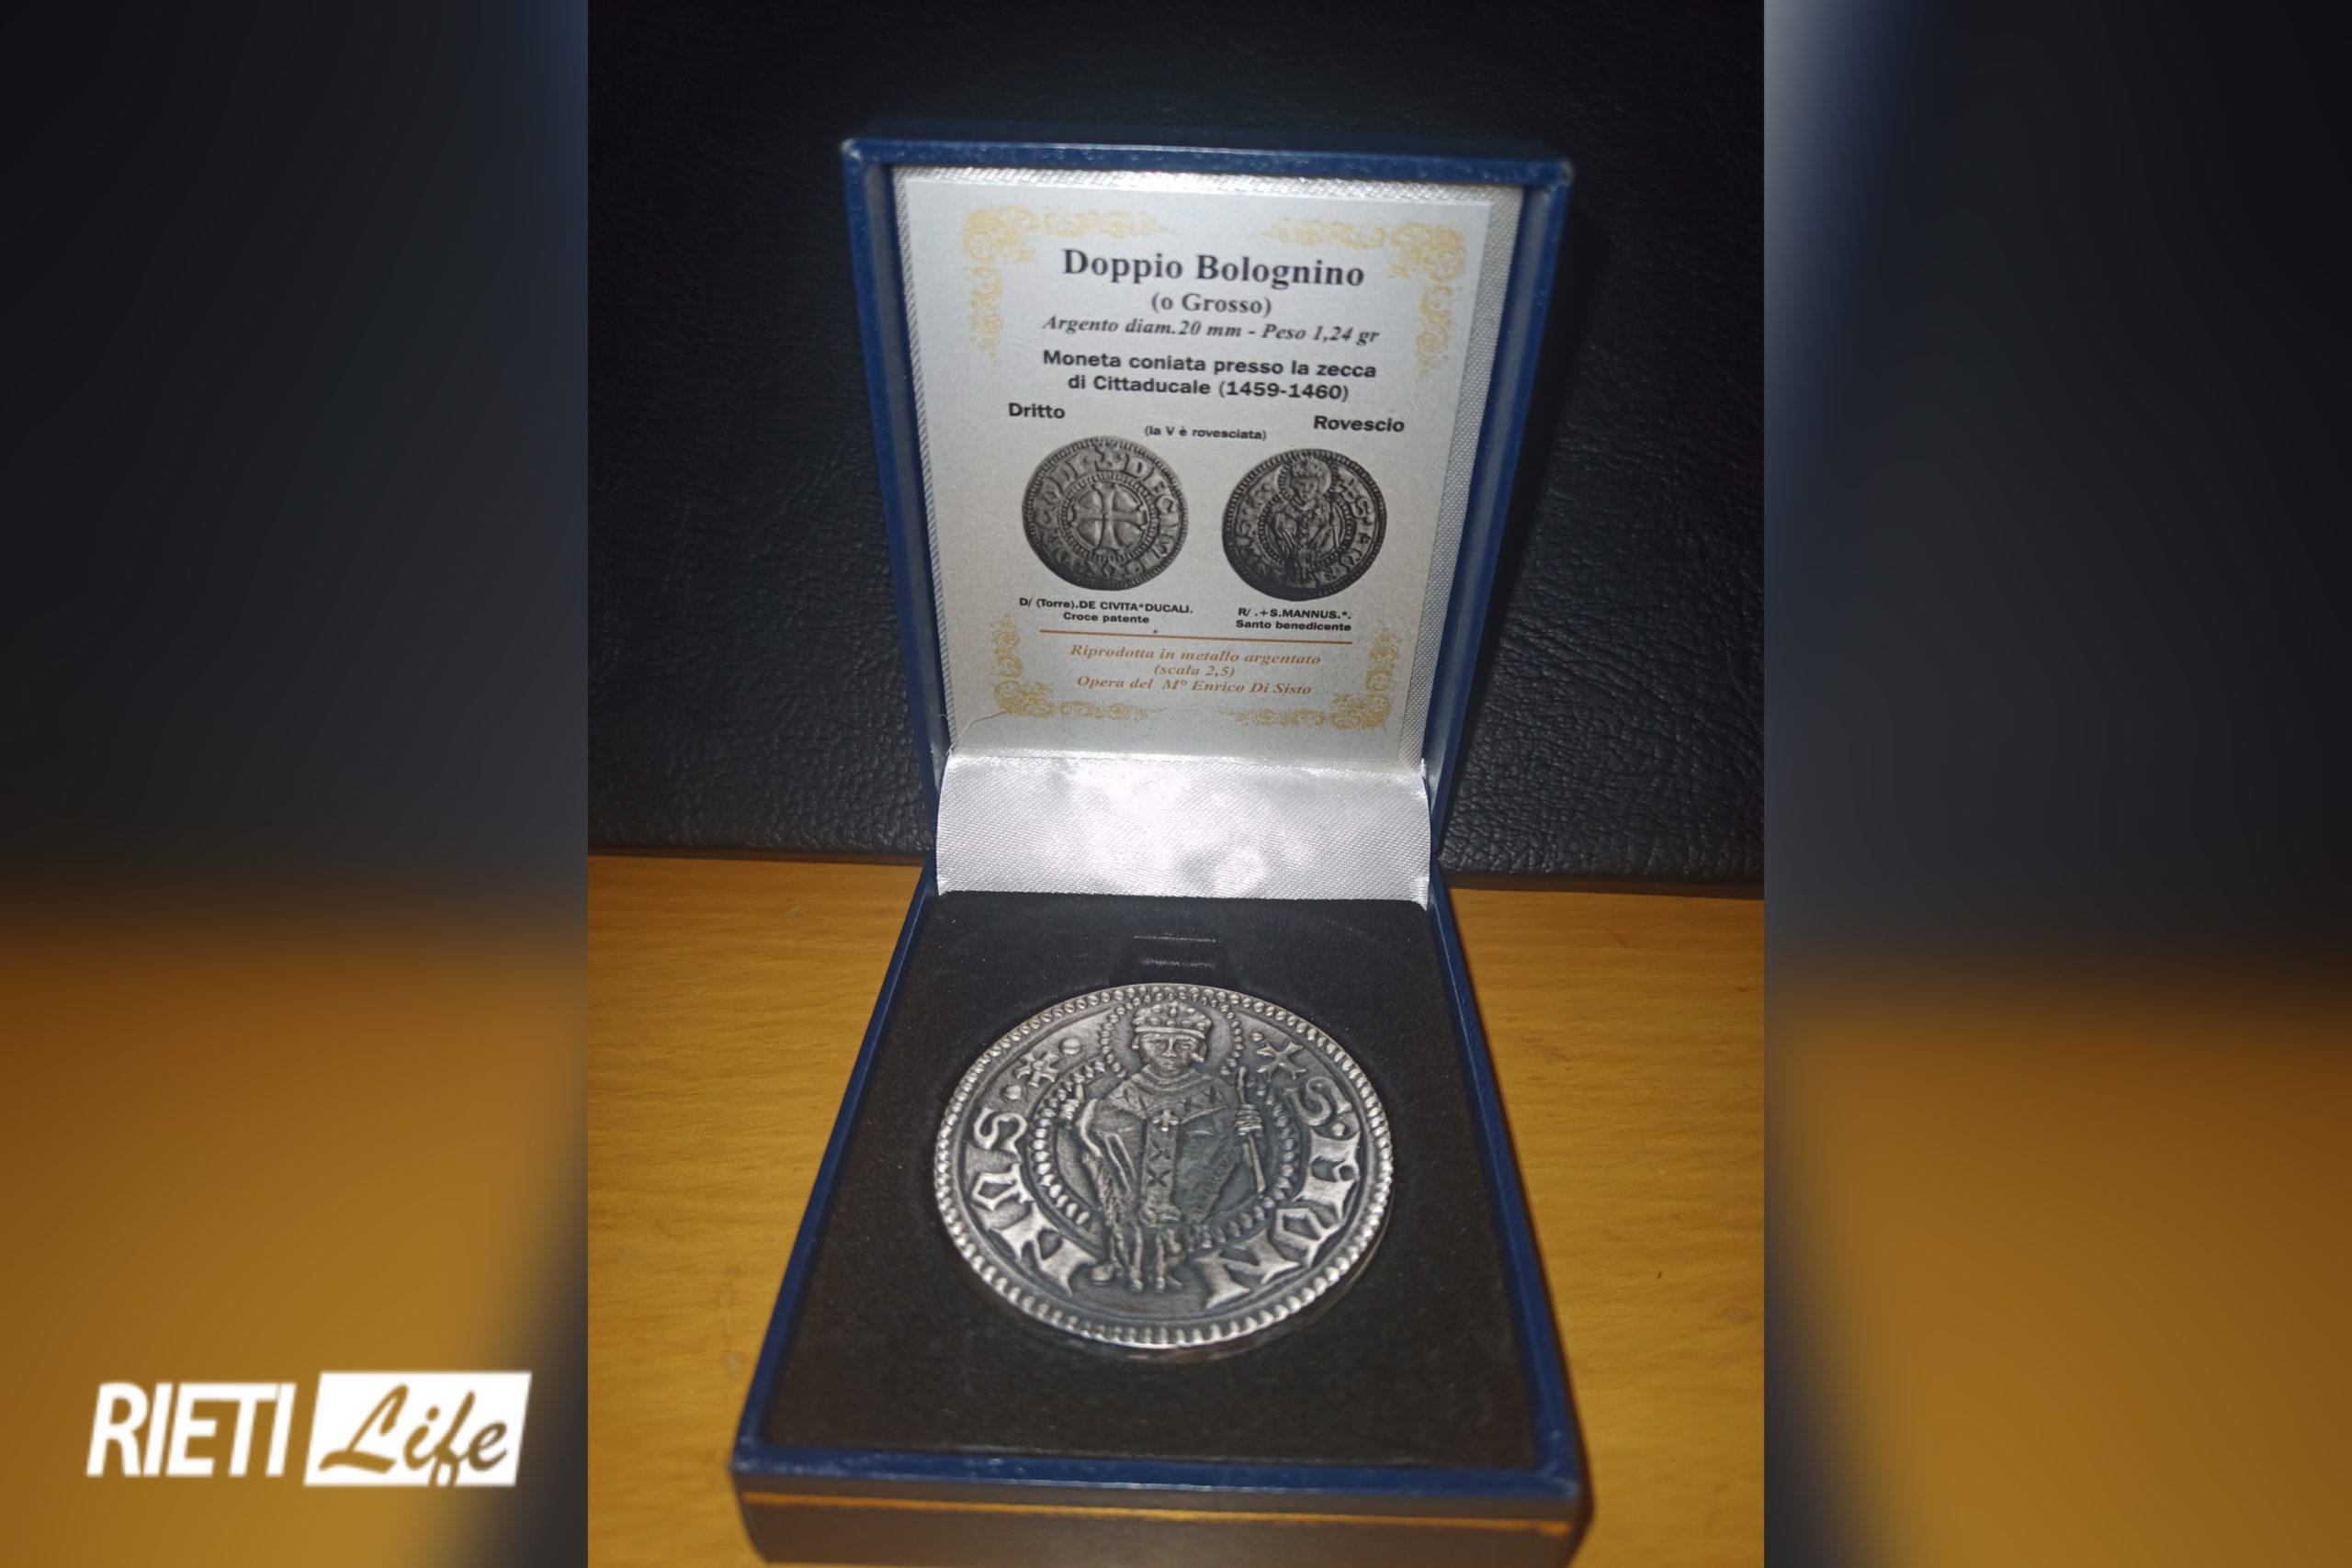 Doppio Bolognino
(o Grosso)
Argento diam.20 mm - Peso 1,24 gr
Moneta coniata presso la zecca
di Cittaducale (1459-1460)
Dritto
Rovescio
(la V è rovesciata)
D/ (Torre).DE CIVITA*DUCALI.
Croce patente
R/ .+S.MANNUS.*.
Santo benedicente
Riprodotta in metallo argentato
(scala 2,5)
Opera del M° Enrico Di Sisto
RIETI Life